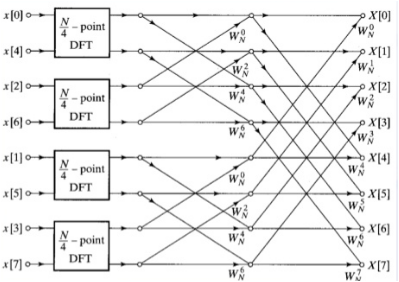 x[0]
N/4 – point
DFT
x[4]
x[2]
N/4 – point
DFT
x[6]
x[1]
N/4 – point
DFT
x[5]
x[3]
N/4 – point
DFT
x[7]
W_N^0
W_N^2
W_N^4
W_N^6
W_N^0
W_N^2
W_N^4
W_N^6
X[0]
W_N^0
X[1]
W_N^1
X[2]
W_N^2
X[3]
W_N^3
X[4]
W_N^4
X[5]
W_N^5
X[6]
W_N^6
X[7]
W_N^7